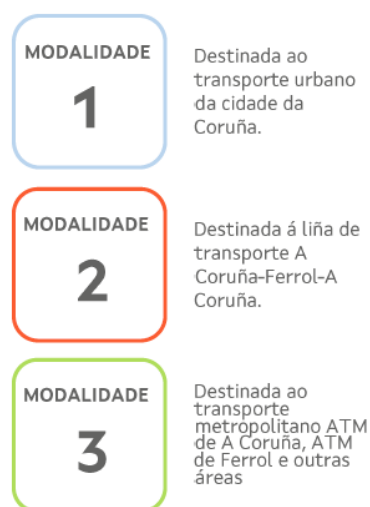 MODALIDADE
1
Destinada ao
transporte urbano
da cidade da
Coruña.
MODALIDADE
2
Destinada á liña de
transporte A
Coruña-Ferrol-A
Coruña.
MODALIDADE
3
Destinada ao
transporte
metropolitano ATM
de A Coruña, ATM
de Ferrol e outras
áreas